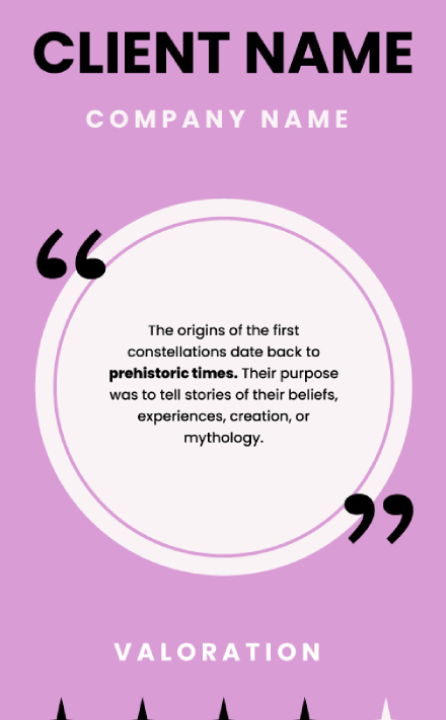 CLIENT NAME
COMPANY NAME
“
The origins of the first
constellations date back to
prehistoric times. Their purpose
was to tell stories of their beliefs,
experiences, creation, or
mythology.
”
VALORATION